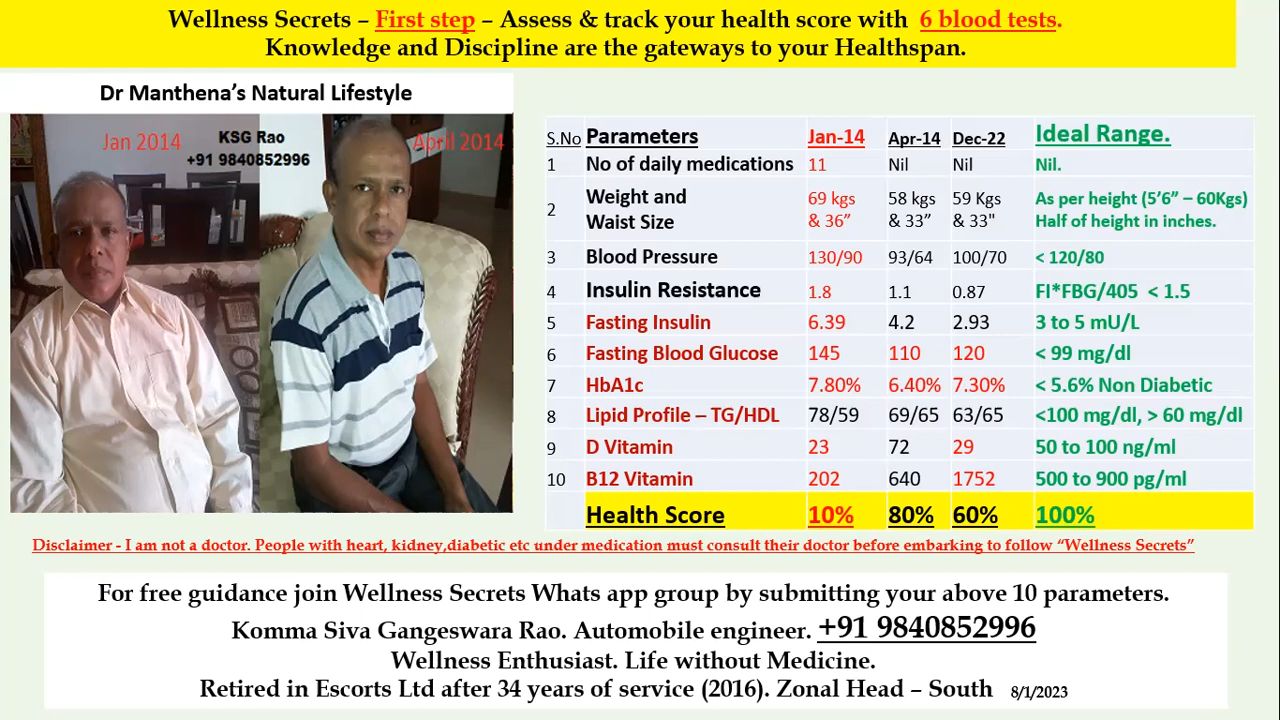 Wellness Secrets – First step – Assess & track your health score with 6 blood tests.
Knowledge and Discipline are the gateways to your Healthspan.
Dr Manthena's Natural Lifestyle
Jan 2014
KSG Rao
+91 9840852996
April 2014
S.No Parameters Jan-14 Apr-14 Dec-22 Ideal Range.
1 No of daily medications 11 Nil Nil Nil.
2 Weight and Waist Size 69 kgs & 36” 58 kgs & 33” 59 Kgs & 33" As per height (5’6” – 60Kgs) Half of height in inches.
3 Blood Pressure 130/90 93/64 100/70 < 120/80
4 Insulin Resistance 1.8 1.1 0.87 FI*FBG/405 < 1.5
5 Fasting Insulin 6.39 4.2 2.93 3 to 5 mU/L
6 Fasting Blood Glucose 145 110 120 < 99 mg/dl
7 HbA1c 7.80% 6.40% 7.30% < 5.6% Non Diabetic
8 Lipid Profile – TG/HDL 78/59 69/65 63/65 <100 mg/dl, > 60 mg/dl
9 D Vitamin 23 72 29 50 to 100 ng/ml
10 B12 Vitamin 202 640 1752 500 to 900 pg/ml
Health Score 10% 80% 60% 100%
Disclaimer - I am not a doctor. People with heart, kidney,diabetic etc under medication must consult their doctor before embarking to follow “Wellness Secrets”
For free guidance join Wellness Secrets Whats app group by submitting your above 10 parameters.
Komma Siva Gangeswara Rao. Automobile engineer. +91 9840852996
Wellness Enthusiast. Life without Medicine.
Retired in Escorts Ltd after 34 years of service (2016). Zonal Head – South 8/1/2023